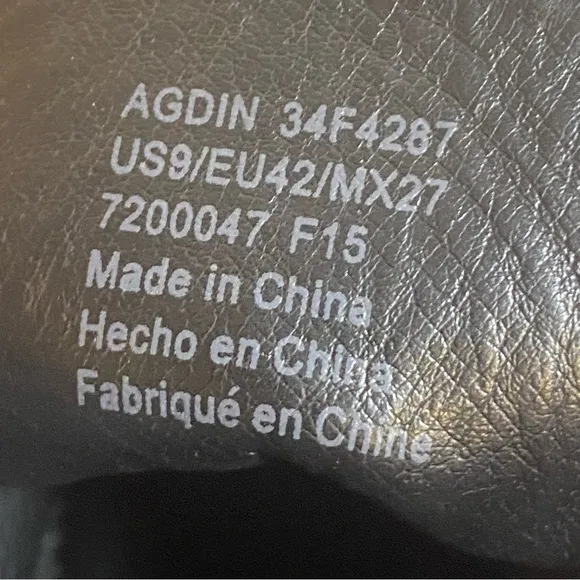 AGDIN 34F4287
US9/EU42/MX27
7200047 F15
Made in China
Hecho en China
Fabriqué en Chine